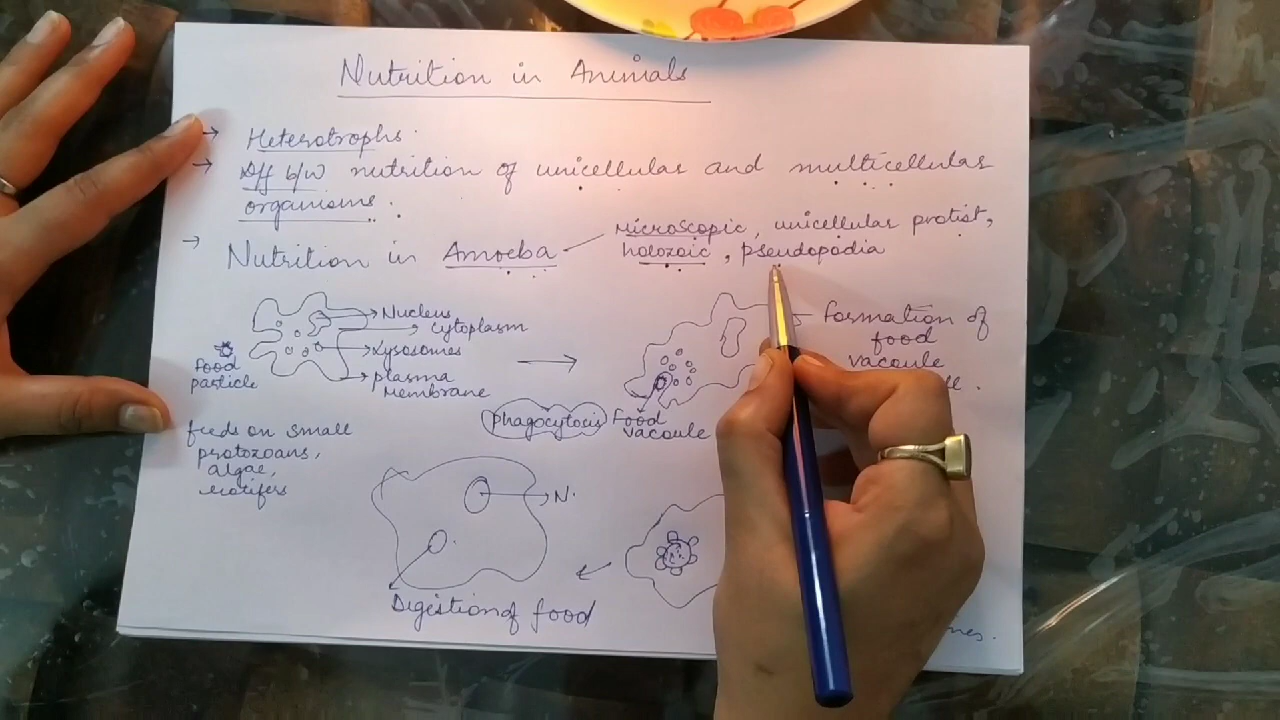 Nutrition in Animals
→ Heterotrophs.
→ Diff b/w nutrition of unicellular and multicellular
organisms.
→ Nutrition in Amoeba
Microscopic, unicellular protist,
holozoic, pseudopodia
Nucleus
cytoplasm
Lysosomes
plasma
Membrane
Food
particle
feeds on small
protozoans,
algae,
rotifers
phagocytosis
Food
vacoule
Formation of
food
vacoule
N.
Digestion of food